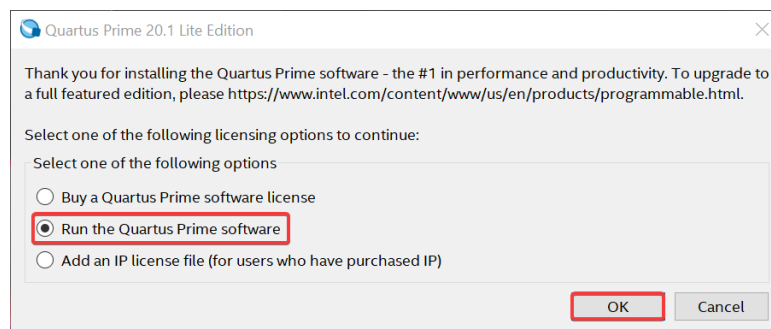 Quartus Prime 20.1 Lite Edition
Thank you for installing the Quartus Prime software - the #1 in performance and productivity. To upgrade to
a full featured edition, please https://www.intel.com/content/www/us/en/products/programmable.html.
Select one of the following licensing options to continue:
Select one of the following options
Buy a Quartus Prime software license
Run the Quartus Prime software
Add an IP license file (for users who have purchased IP)
OK Cancel